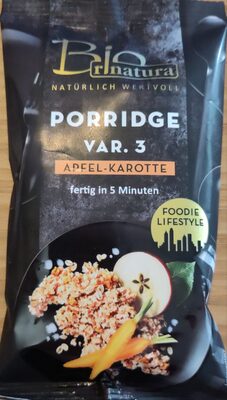 Bio
rinatura
NATÜRLICH WERTVOLL
PORRIDGE
VAR. 3
APFEL-KAROTTE
fertig in 5 Minuten
FOODIE
LIFESTYLE